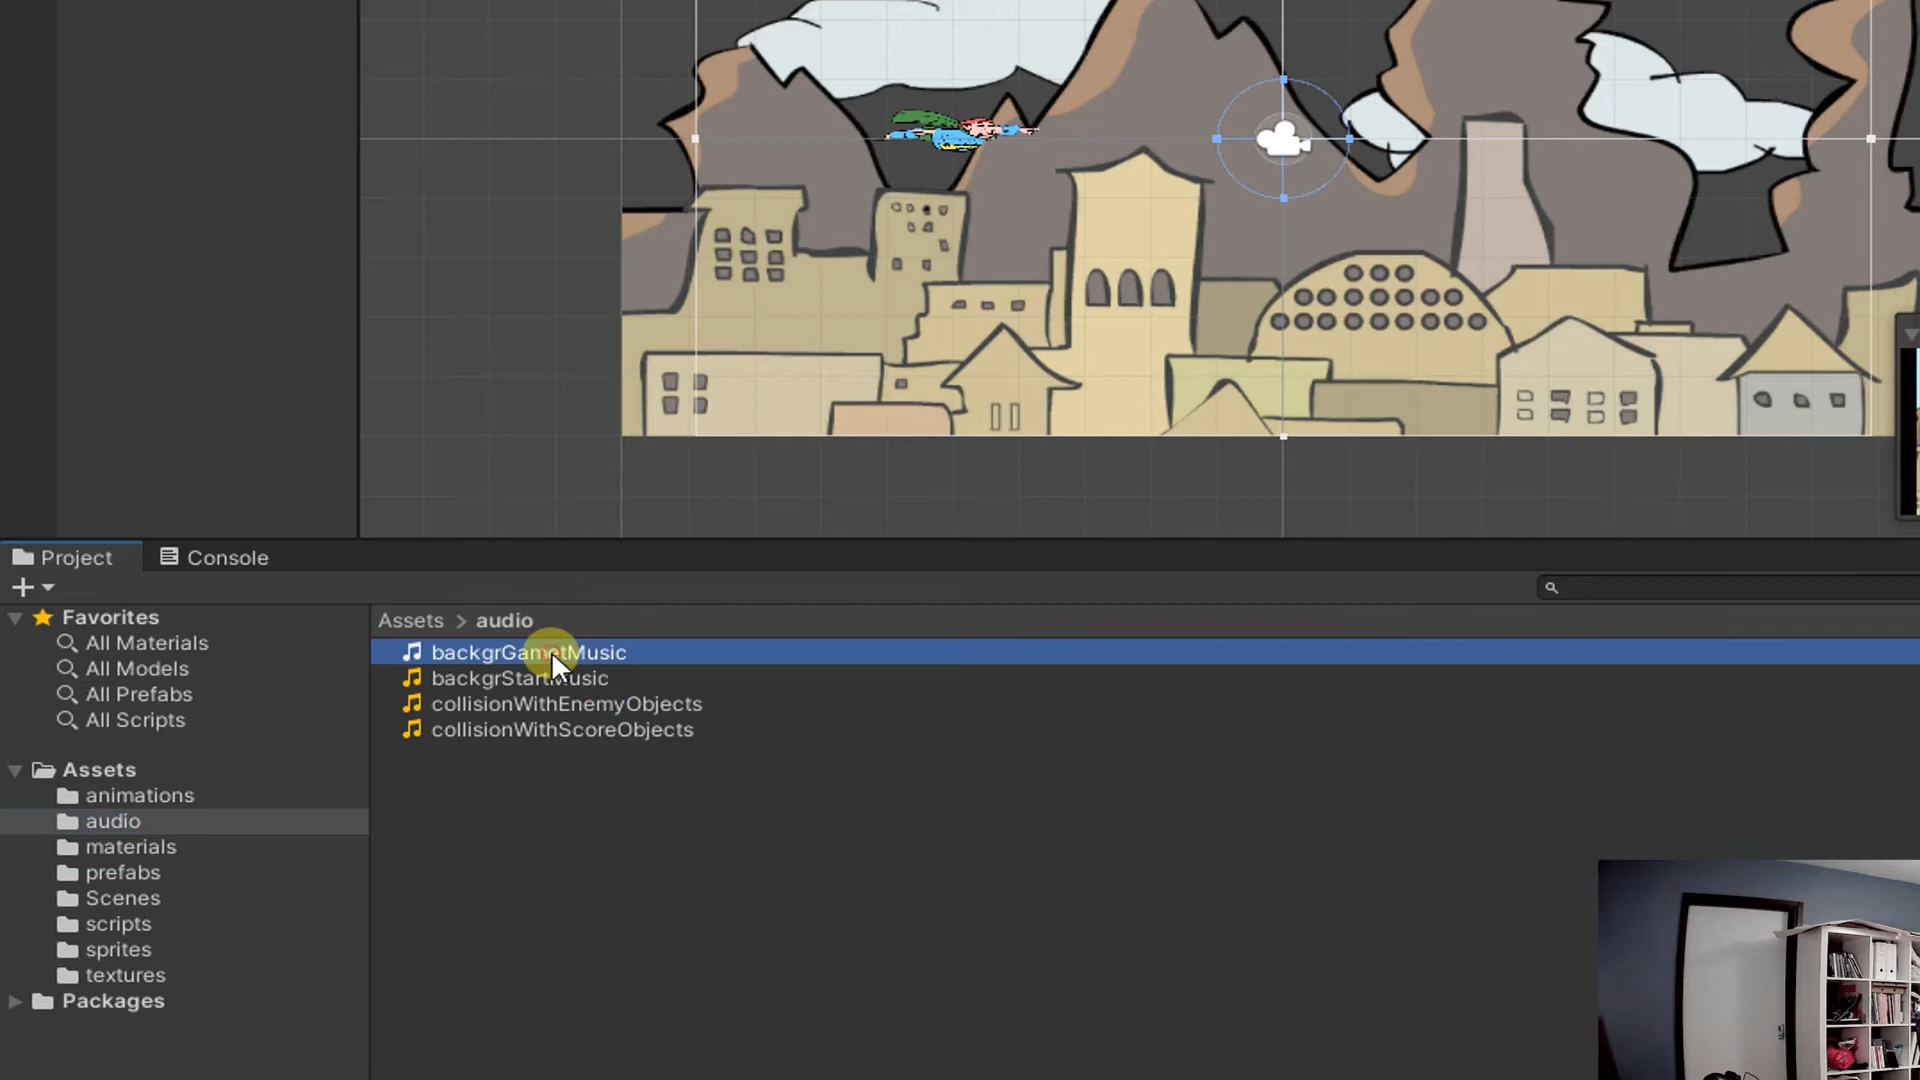 Project
Console
Favorites
All Materials
All Models
All Prefabs
All Scripts
Assets
animations
audio
materials
prefabs
Scenes
scripts
sprites
textures
Packages
Assets > audio
backgrGametMusic
backgrStartMusic
collisionWithEnemyObjects
collisionWithScoreObjects